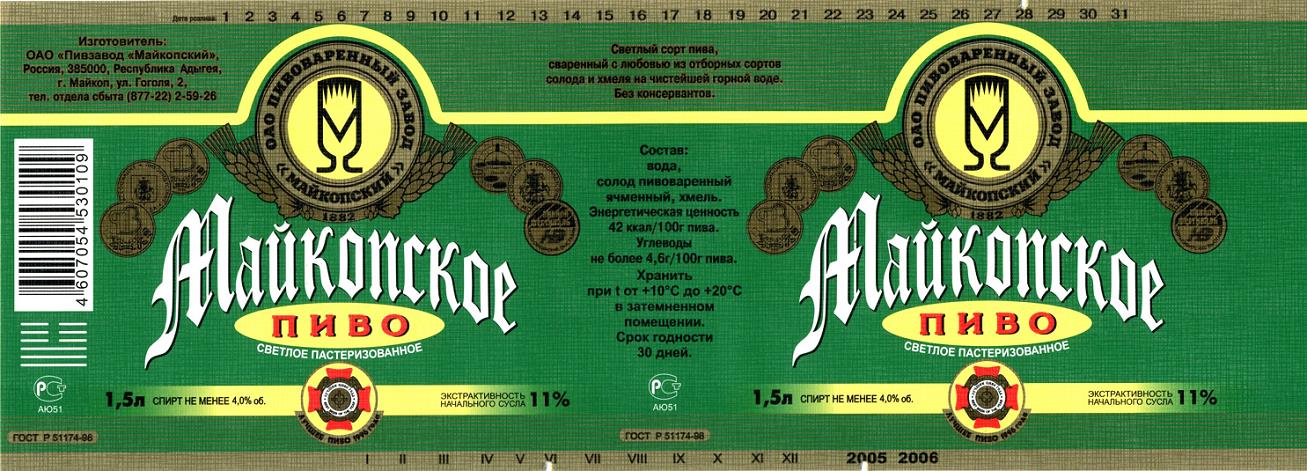 Дата розлива: 1 2 3 4 5 6 7 8 9 10 11 12 13 14 15 16 17 18 19 20 21 22 23 24 25 26 27 28 29 30 31
Изготовитель:
ОАО «Пивзавод «Майкопский»,
Россия, 385000, Республика Адыгея,
г. Майкоп, ул. Гоголя, 2,
тел. отдела сбыта (877-22) 2-59-26
4 607054 530109
ОАО ПИВОВАРЕННЫЙ ЗАВОД
«МАЙКОПСКИЙ»
1882
Майкопское
ПИВО
СВЕТЛОЕ ПАСТЕРИЗОВАННОЕ
АЮ51
1,5л СПИРТ НЕ МЕНЕЕ 4,0% об.
ЛУЧШЕЕ ПИВО
ЭКСТРАКТИВНОСТЬ
НАЧАЛЬНОГО СУСЛА 11%
ГОСТ Р 51174-98
Светлый сорт пива,
сваренный с любовью из отборных сортов
солода и хмеля на чистейшей горной воде.
Без консервантов.
Состав:
вода,
солод пивоваренный
ячменный, хмель.
Энергетическая ценность
42 ккал/100г пива.
Углеводы
не более 4,6г/100г пива.
Хранить
при t от +10°С до +20°С
в затемненном
помещении.
Срок годности
30 дней.
АЮ51
ГОСТ Р 51174-98
ОАО ПИВОВАРЕННЫЙ ЗАВОД
«МАЙКОПСКИЙ»
1882
Майкопское
ПИВО
СВЕТЛОЕ ПАСТЕРИЗОВАННОЕ
1,5л СПИРТ НЕ МЕНЕЕ 4,0% об.
ЛУЧШЕЕ ПИВО
ЭКСТРАКТИВНОСТЬ
НАЧАЛЬНОГО СУСЛА 11%
I II III IV V VI VII VIII IX X XI XII 2005 2006